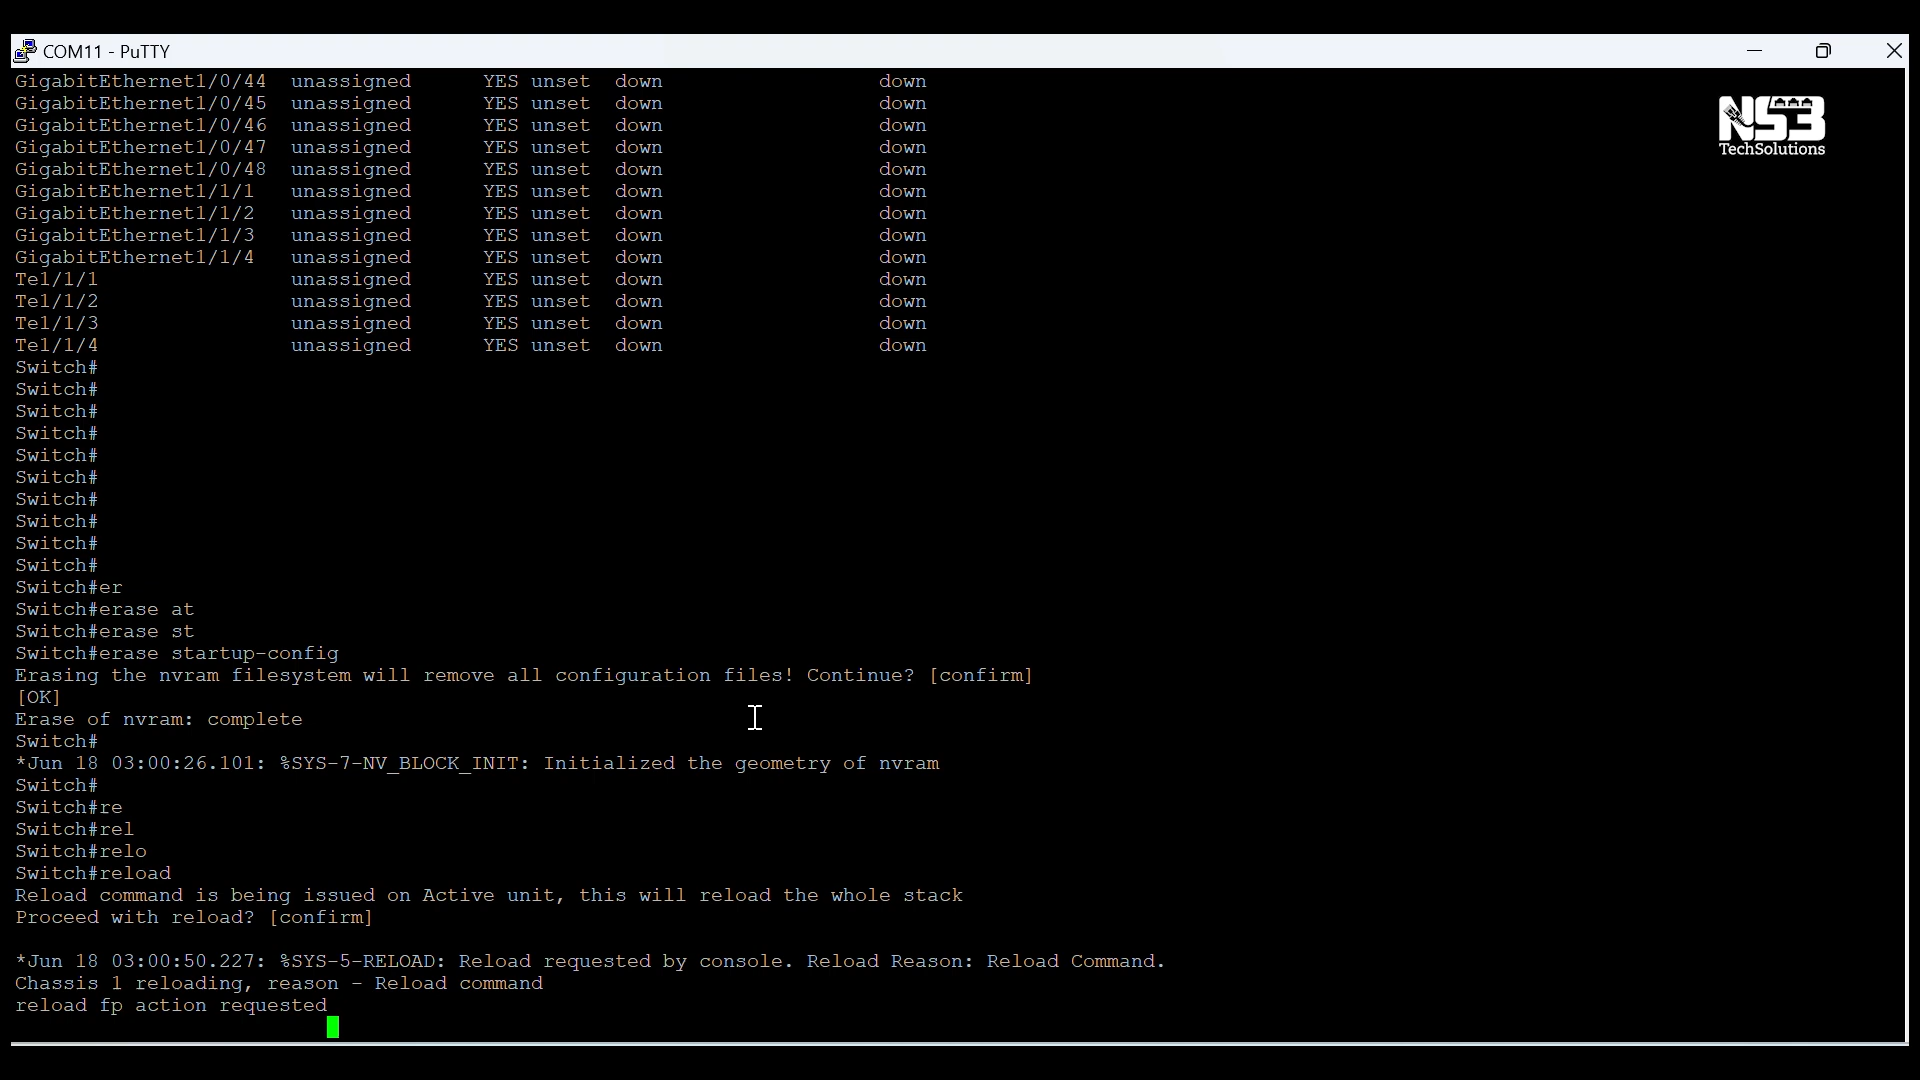 COM11 - PuTTY
GigabitEthernet1/0/44  unassigned      YES unset  down                  down
GigabitEthernet1/0/45  unassigned      YES unset  down                  down
GigabitEthernet1/0/46  unassigned      YES unset  down                  down
GigabitEthernet1/0/47  unassigned      YES unset  down                  down
GigabitEthernet1/0/48  unassigned      YES unset  down                  down
GigabitEthernet1/1/1   unassigned      YES unset  down                  down
GigabitEthernet1/1/2   unassigned      YES unset  down                  down
GigabitEthernet1/1/3   unassigned      YES unset  down                  down
GigabitEthernet1/1/4   unassigned      YES unset  down                  down
Te1/1/1                unassigned      YES unset  down                  down
Te1/1/2                unassigned      YES unset  down                  down
Te1/1/3                unassigned      YES unset  down                  down
Te1/1/4                unassigned      YES unset  down                  down
NS3
TechSolutions
Switch#
Switch#
Switch#
Switch#
Switch#
Switch#
Switch#
Switch#
Switch#
Switch#
Switch#er
Switch#erase at
Switch#erase st
Switch#erase startup-config
Erasing the nvram filesystem will remove all configuration files! Continue? [confirm]
[OK]
Erase of nvram: complete
Switch#
*Jun 18 03:00:26.101: %SYS-7-NV_BLOCK_INIT: Initialized the geometry of nvram
Switch#
Switch#re
Switch#rel
Switch#relo
Switch#reload
Reload command is being issued on Active unit, this will reload the whole stack
Proceed with reload? [confirm]
*Jun 18 03:00:50.227: %SYS-5-RELOAD: Reload requested by console. Reload Reason: Reload Command.
Chassis 1 reloading, reason - Reload command
reload fp action requested